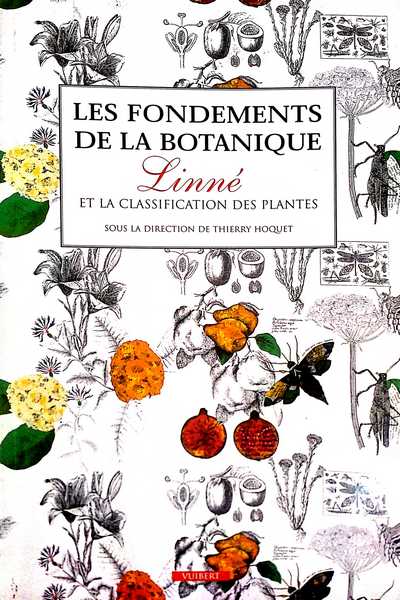 LES FONDEMENTS
DE LA BOTANIQUE
Linné
ET LA CLASSIFICATION DES PLANTES
SOUS LA DIRECTION DE THIERRY HOQUET
VUIBERT